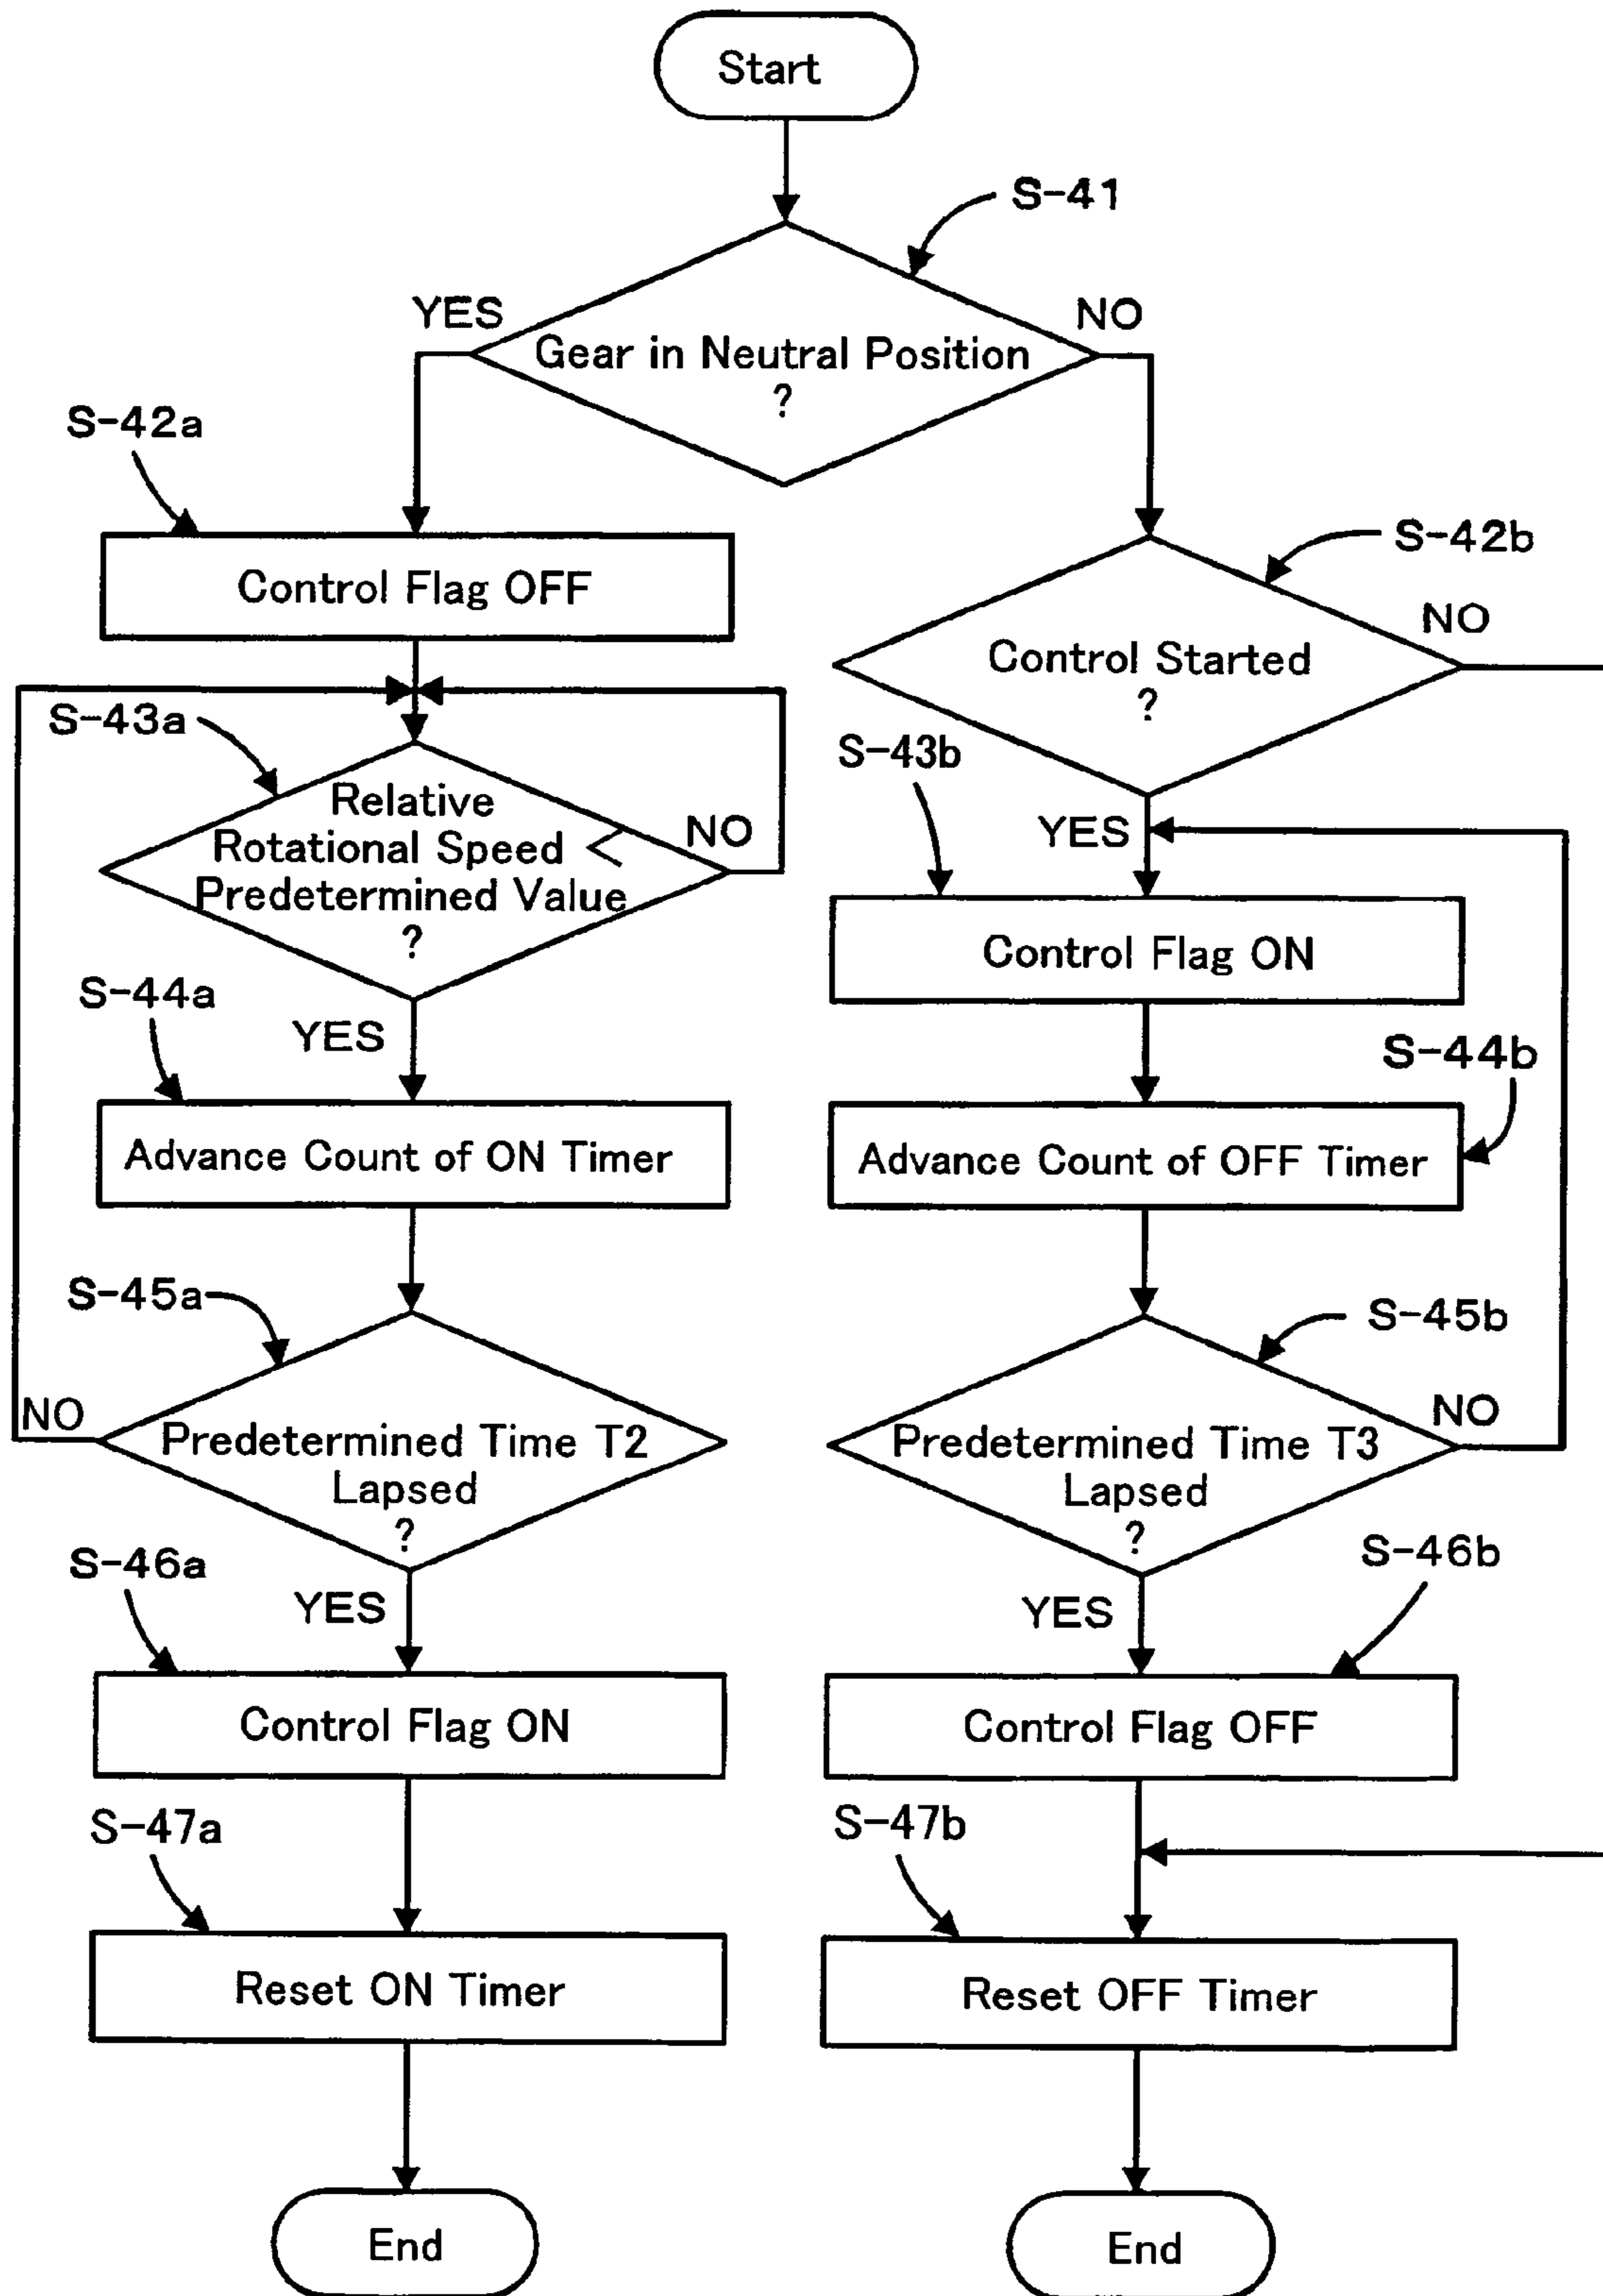 Start
S-41
YES
NO
Gear in Neutral Position
?
S-42a
Control Flag OFF
S-43a
Relative
Rotational Speed <
Predetermined Value
?
NO
YES
S-44a
Advance Count of ON Timer
S-45a
NO
Predetermined Time T2
Lapsed
?
YES
S-46a
Control Flag ON
S-47a
Reset ON Timer
End
S-42b
NO
Control Started
?
YES
S-43b
Control Flag ON
S-44b
Advance Count of OFF Timer
S-45b
NO
Predetermined Time T3
Lapsed
?
YES
S-46b
Control Flag OFF
S-47b
Reset OFF Timer
End